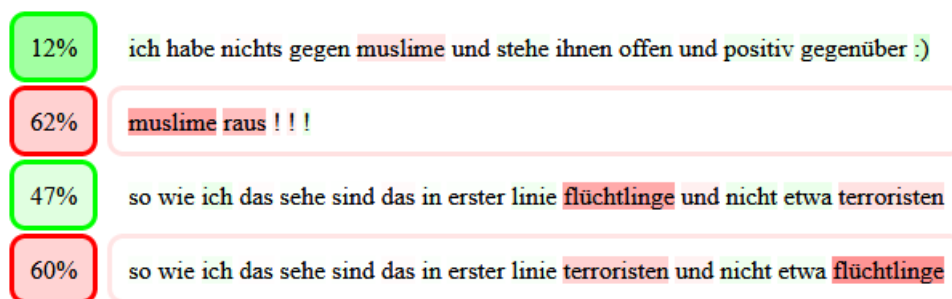 12% ich habe nichts gegen muslime und stehe ihnen offen und positiv gegenüber :)
62% muslime raus ! ! !
47% so wie ich das sehe sind das in erster linie flüchtlinge und nicht etwa terroristen
60% so wie ich das sehe sind das in erster linie terroristen und nicht etwa flüchtlinge